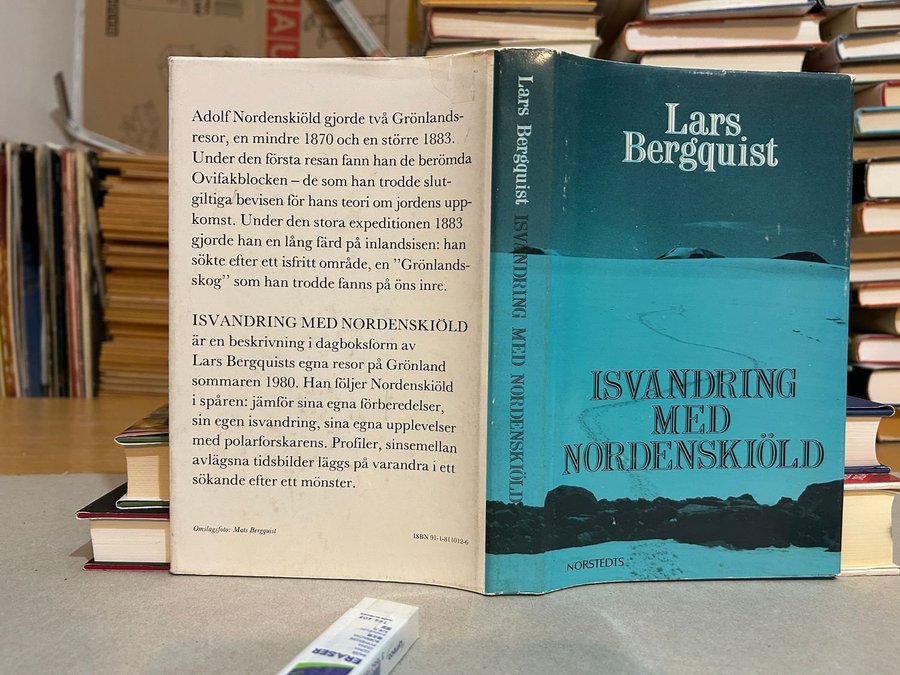 Adolf Nordenskiöld gjorde två Grönlands-
resor, en mindre 1870 och en större 1883.
Under den första resan fann han de berömda
Ovifakblocken – de som han trodde slut-
giltiga bevisen för hans teori om jordens upp-
komst. Under den stora expeditionen 1883
gjorde han en lång färd på inlandsisen: han
sökte efter ett isfritt område, en ”Grönlands-
skog” som han trodde fanns på öns inre.
ISVANDRING MED NORDENSKIÖLD
är en beskrivning i dagboksform av
Lars Bergquists egna resor på Grönland
sommaren 1980. Han följer Nordenskiöld
i spåren: jämför sina egna förberedelser,
sin egen isvandring, sina egna upplevelser
med polarforskarens. Profiler, sinsemellan
avlägsna tidsbilder läggs på varandra i ett
sökande efter ett mönster.
Omslagsfoto: Mats Bergquist
ISBN 91-1-811012-6
Lars Bergquist ISVANDRING MED NORDENSKIÖLD
Lars
Bergquist
ISVANDRING
MED
NORDENSKIÖLD
NORSTEDTS
BAU
ERASER